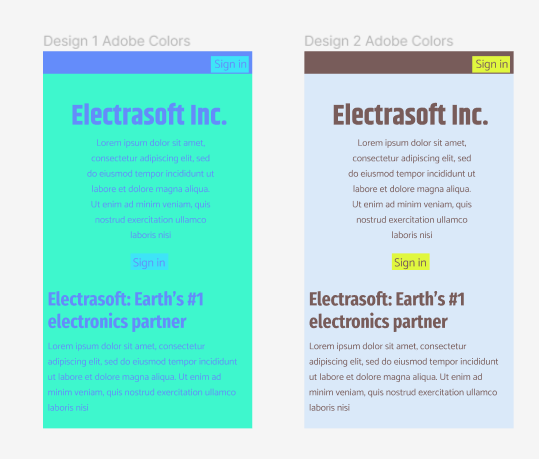 Design 1 Adobe Colors
Sign in
Electrasoft Inc.
Lorem ipsum dolor sit amet,
consectetur adipiscing elit, sed
do eiusmod tempor incididunt ut
labore et dolore magna aliqua.
Ut enim ad minim veniam, quis
nostrud exercitation ullamco
laboris nisi
Sign in
Electrasoft: Earth's #1
electronics partner
Lorem ipsum dolor sit amet, consectetur
adipiscing elit, sed do eiusmod tempor incididunt
ut labore et dolore magna aliqua. Ut enim ad
minim veniam, quis nostrud exercitation ullamco
laboris nisi
Design 2 Adobe Colors
Sign in
Electrasoft Inc.
Lorem ipsum dolor sit amet,
consectetur adipiscing elit, sed
do eiusmod tempor incididunt ut
labore et dolore magna aliqua.
Ut enim ad minim veniam, quis
nostrud exercitation ullamco
laboris nisi
Sign in
Electrasoft: Earth's #1
electronics partner
Lorem ipsum dolor sit amet, consectetur
adipiscing elit, sed do eiusmod tempor incididunt
ut labore et dolore magna aliqua. Ut enim ad
minim veniam, quis nostrud exercitation ullamco
laboris nisi